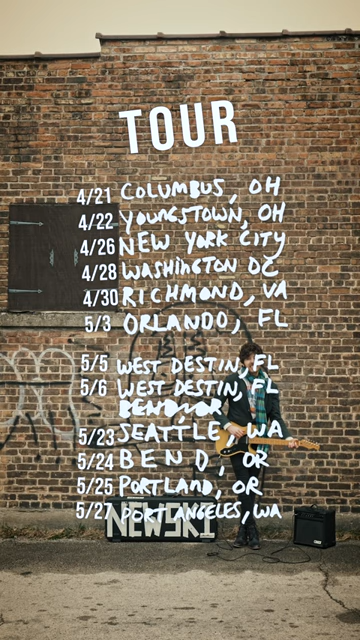 TOUR
4/21 COLUMBUS, OH
4/22 YOUNGSTOWN, OH
4/26 NEW YORK CITY
4/28 WASHINGTON DC
4/30 RICHMOND, VA
5/3 ORLANDO, FL
5/5 WEST DESTIN, FL
5/6 WEST DESTIN, FL
BEND, OR
5/23 SEATTLE, WA
5/24 BEND, OR
5/25 PORTLAND, OR
5/27 PORT ANGELES, WA
NEWSKI